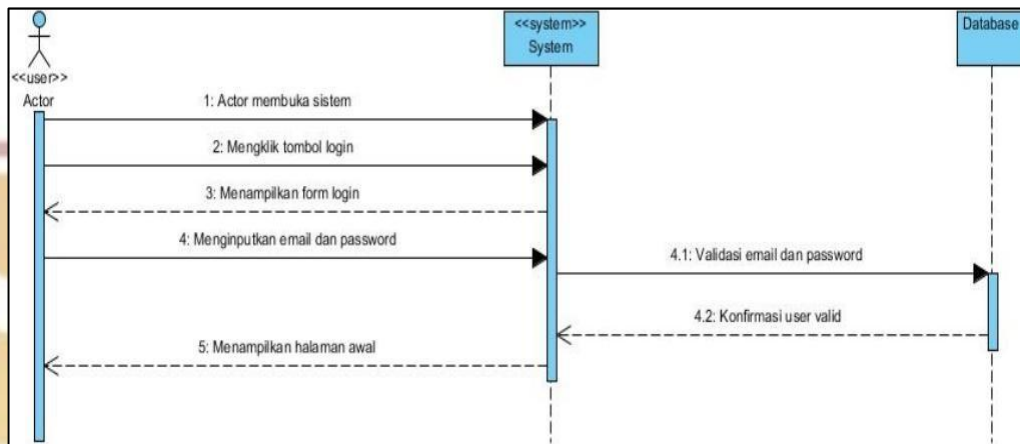 <<user>>
Actor
<<system>>
System
Database
1: Actor membuka sistem
2: Mengklik tombol login
3: Menampilkan form login
4: Menginputkan email dan password
4.1: Validasi email dan password
4.2: Konfirmasi user valid
5: Menampilkan halaman awal